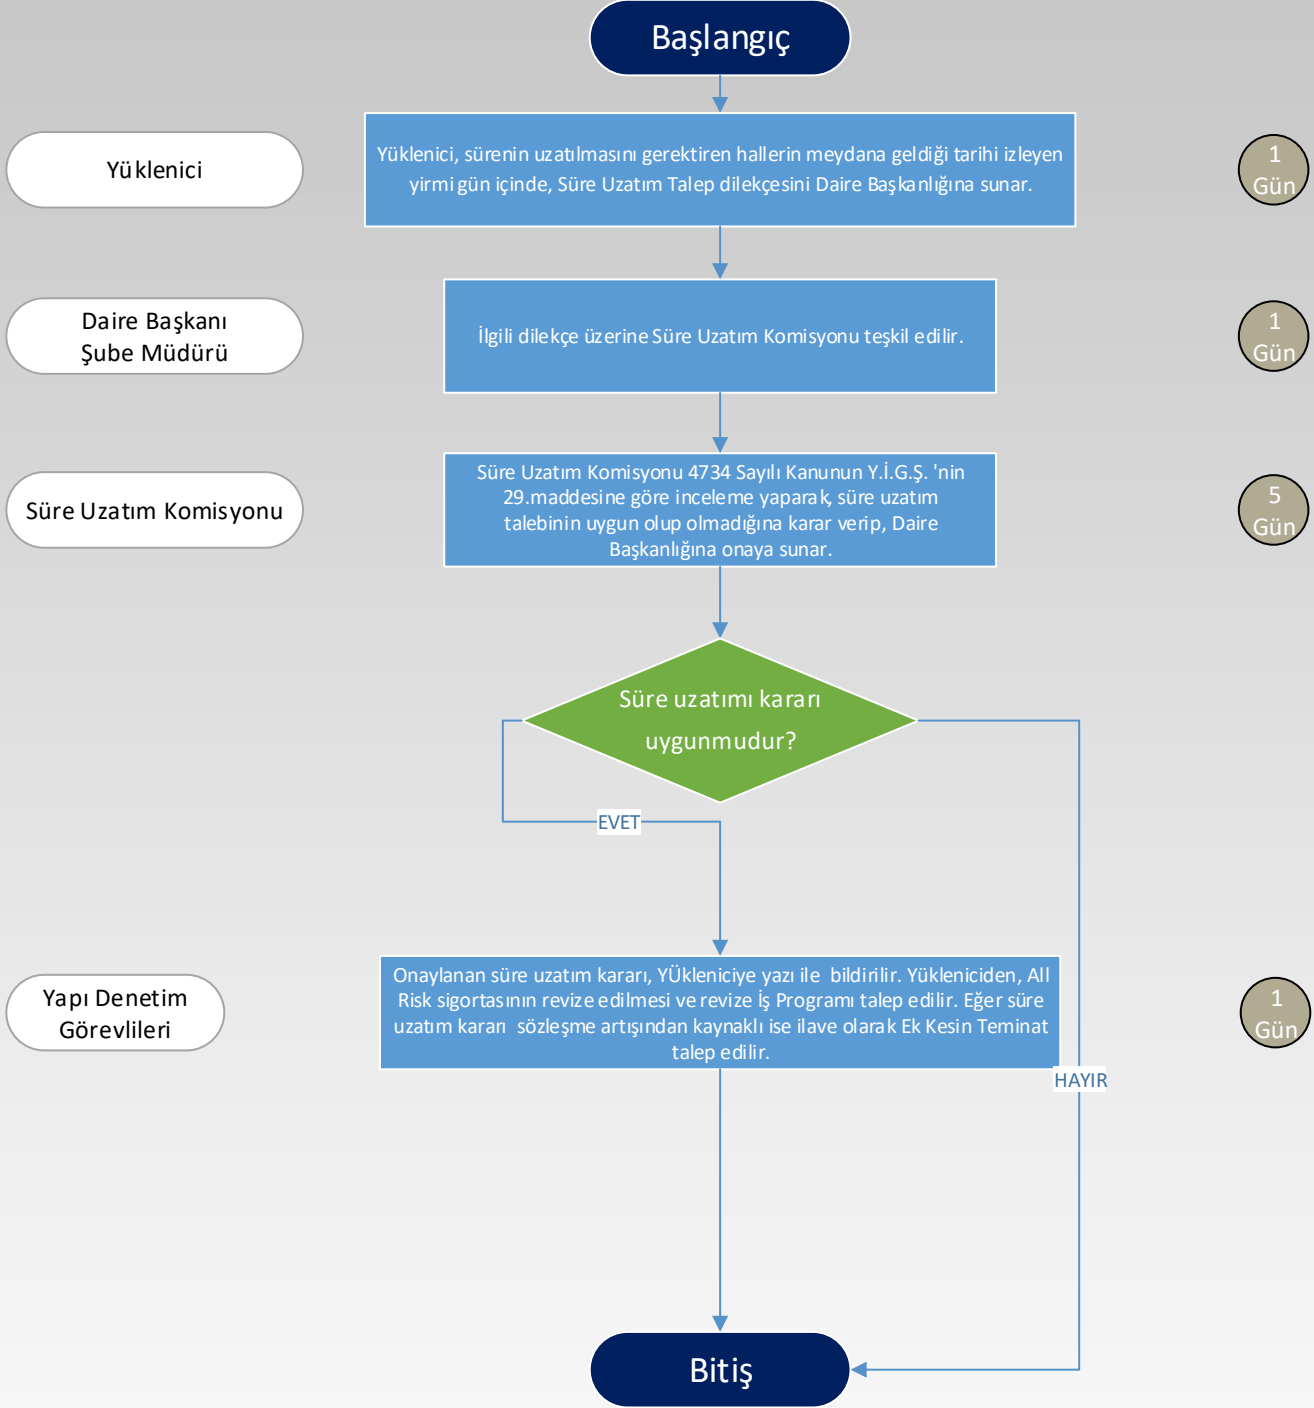 Başlangıç
Yüklenici
Yüklenici, sürenin uzatılmasını gerektiren hallerin meydana geldiği tarihi izleyen
yirmi gün içinde, Süre Uzatım Talep dilekçesini Daire Başkanlığına sunar.
1
Gün
Daire Başkanı
Şube Müdürü
İlgili dilekçe üzerine Süre Uzatım Komisyonu teşkil edilir.
1
Gün
Süre Uzatım Komisyonu
Süre Uzatım Komisyonu 4734 Sayılı Kanunun Y.İ.G.Ş. 'nin
29.maddesine göre inceleme yaparak, süre uzatım
talebinin uygun olup olmadığına karar verip, Daire
Başkanlığına onaya sunar.
5
Gün
Süre uzatımı kararı
uygunmudur?
EVET
Yapı Denetim
Görevlileri
Onaylanan süre uzatım kararı, YÜkleniciye yazı ile bildirilir. Yükleniciden, All
Risk sigortasının revize edilmesi ve revize İş Programı talep edilir. Eğer süre
uzatım kararı sözleşme artışından kaynaklı ise ilave olarak Ek Kesin Teminat
talep edilir.
1
Gün
HAYIR
Bitiş